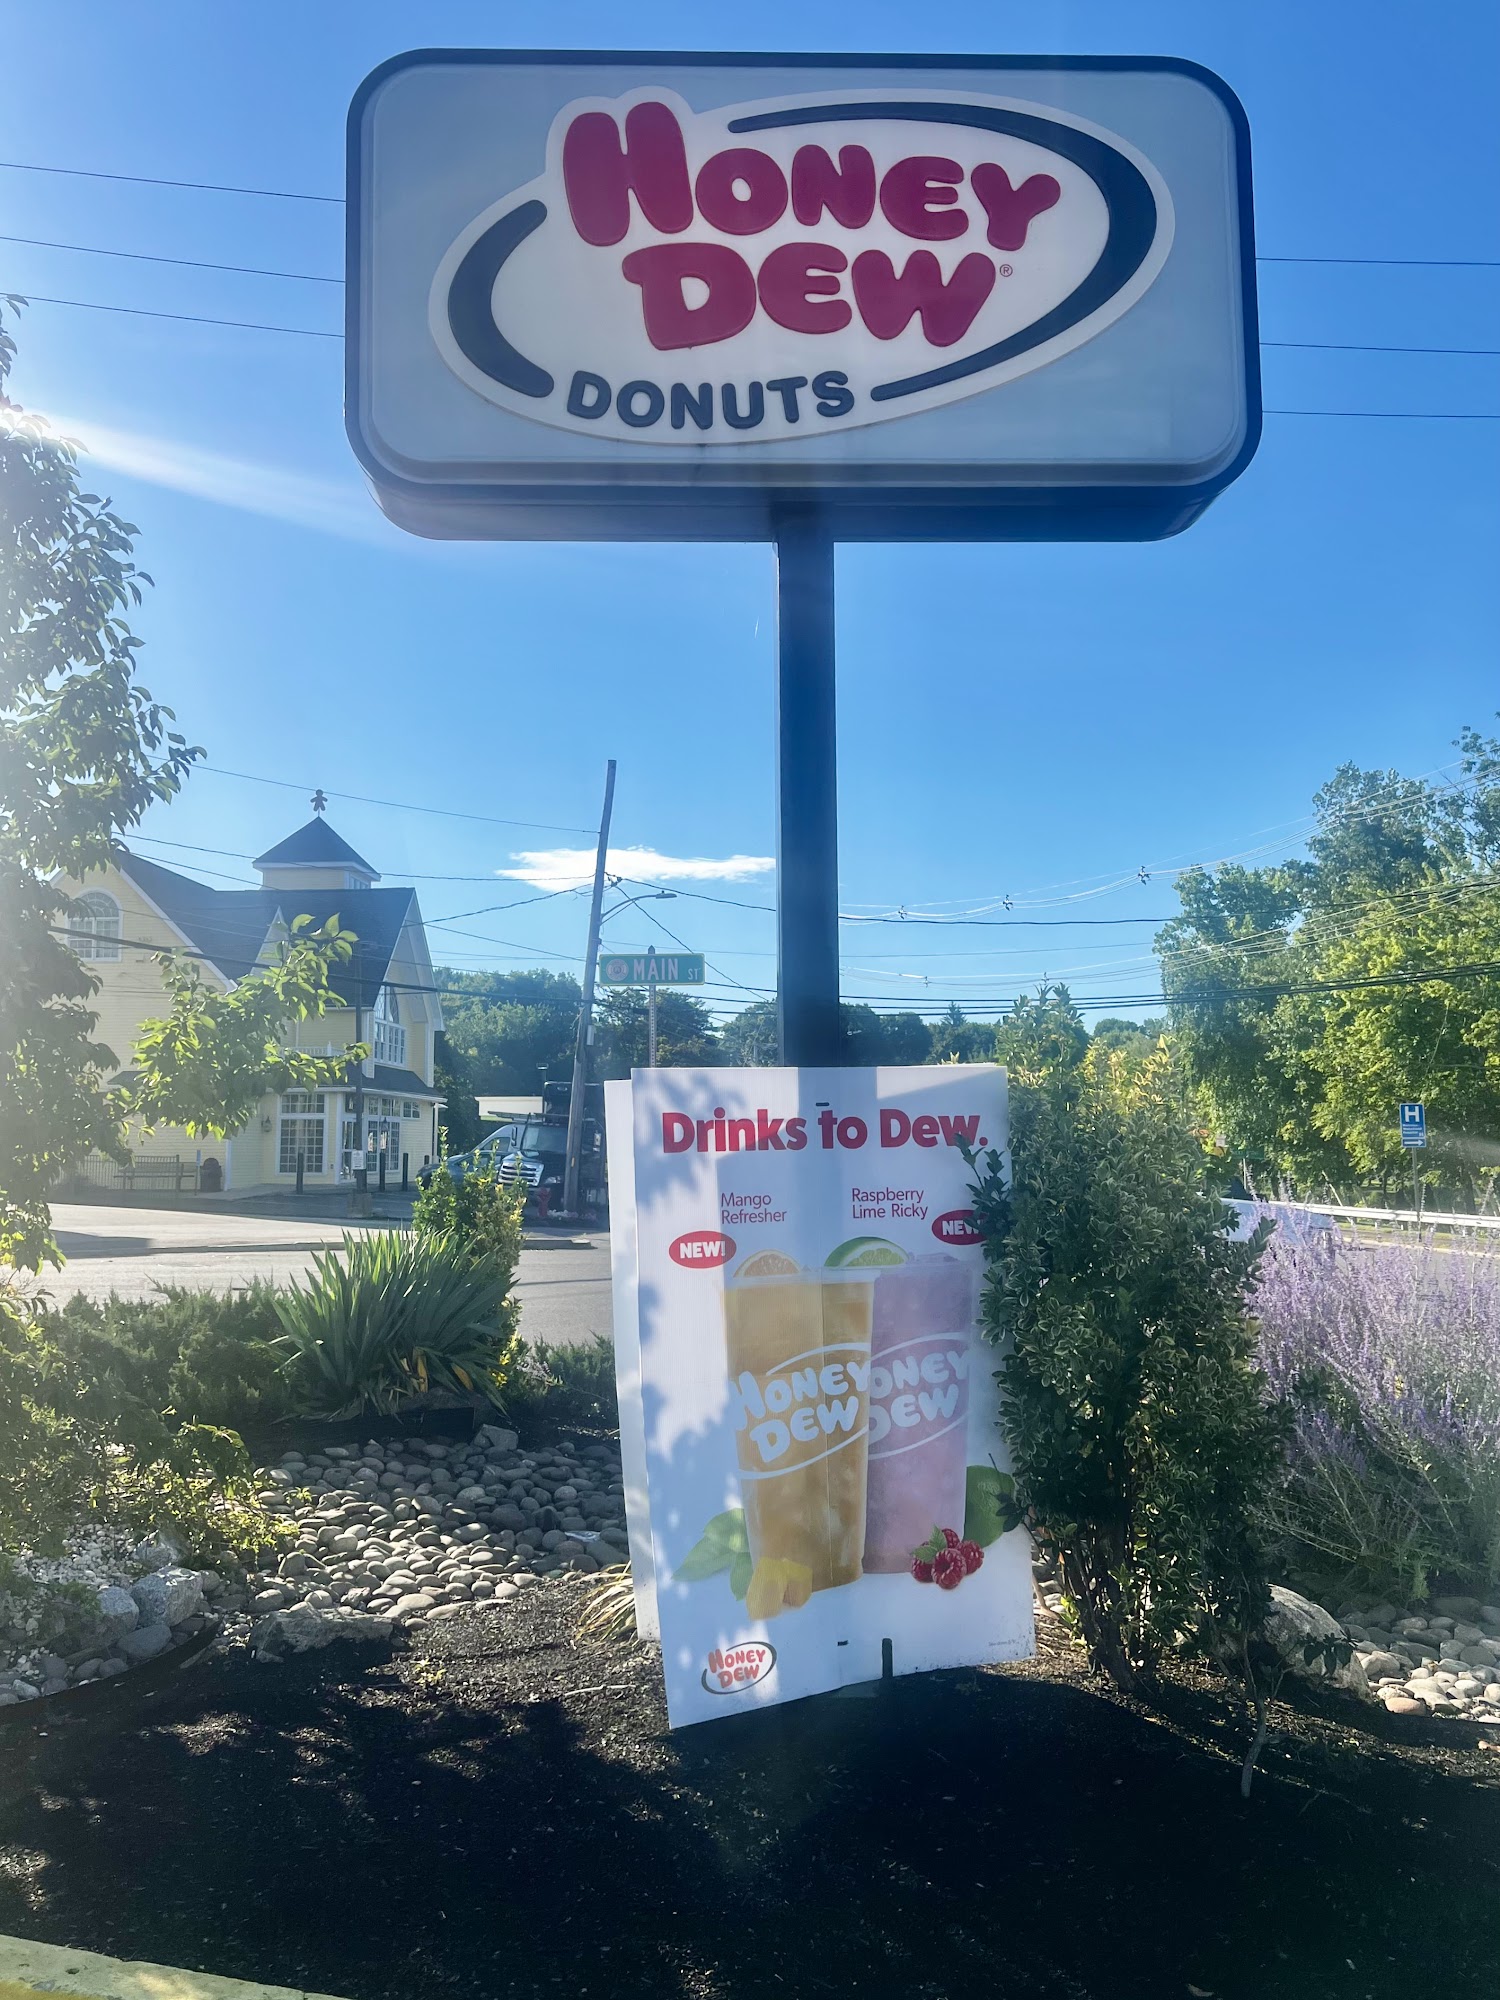 HONEY
DEW®
DONUTS
MAIN ST
Drinks to Dew.
Mango
Refresher
Raspberry
Lime Ricky
NEW!
NEW
HONEY
DEW
ONEY
DEW
HONEY
DEW
H